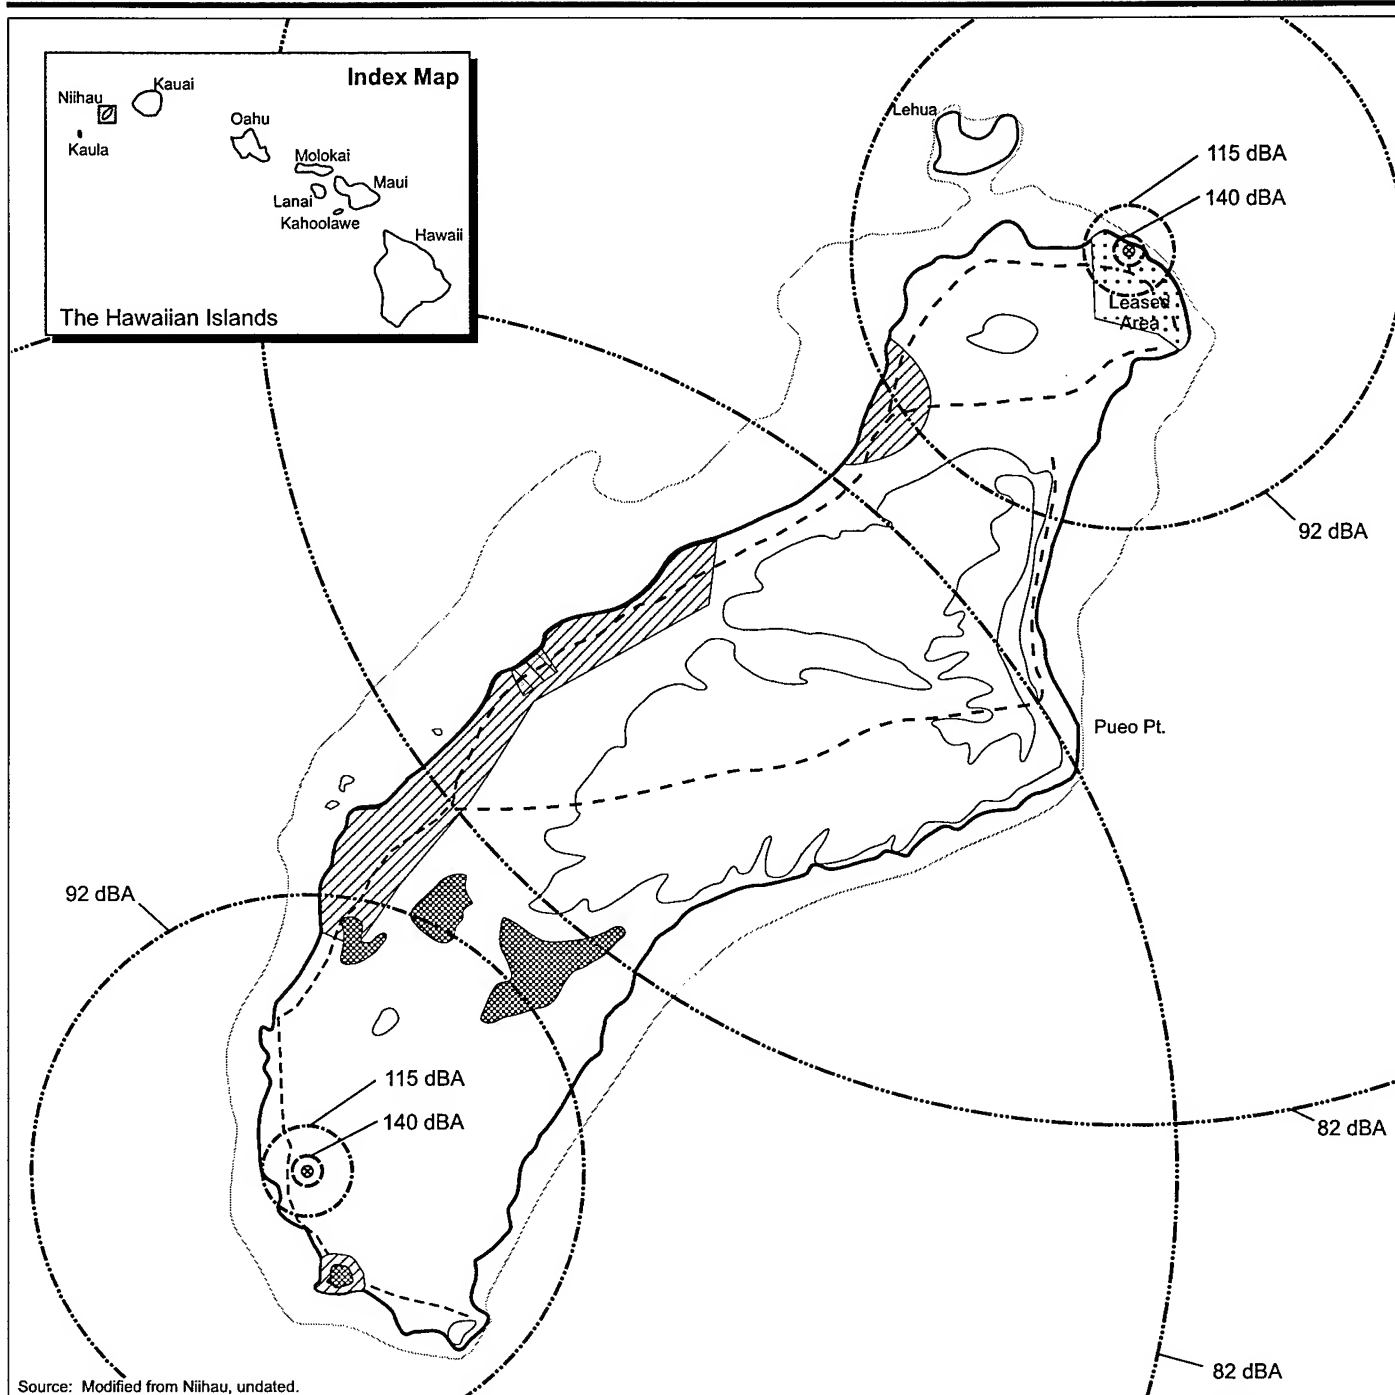 Index Map
Niihau
Kauai
Kaula
Oahu
Molokai
Lanai
Maui
Kahoolawe
Hawaii
The Hawaiian Islands
Lehua
115 dBA
140 dBA
Leased
Area
92 dBA
Pueo Pt.
92 dBA
115 dBA
140 dBA
82 dBA
82 dBA
Source: Modified from Niihau, undated.